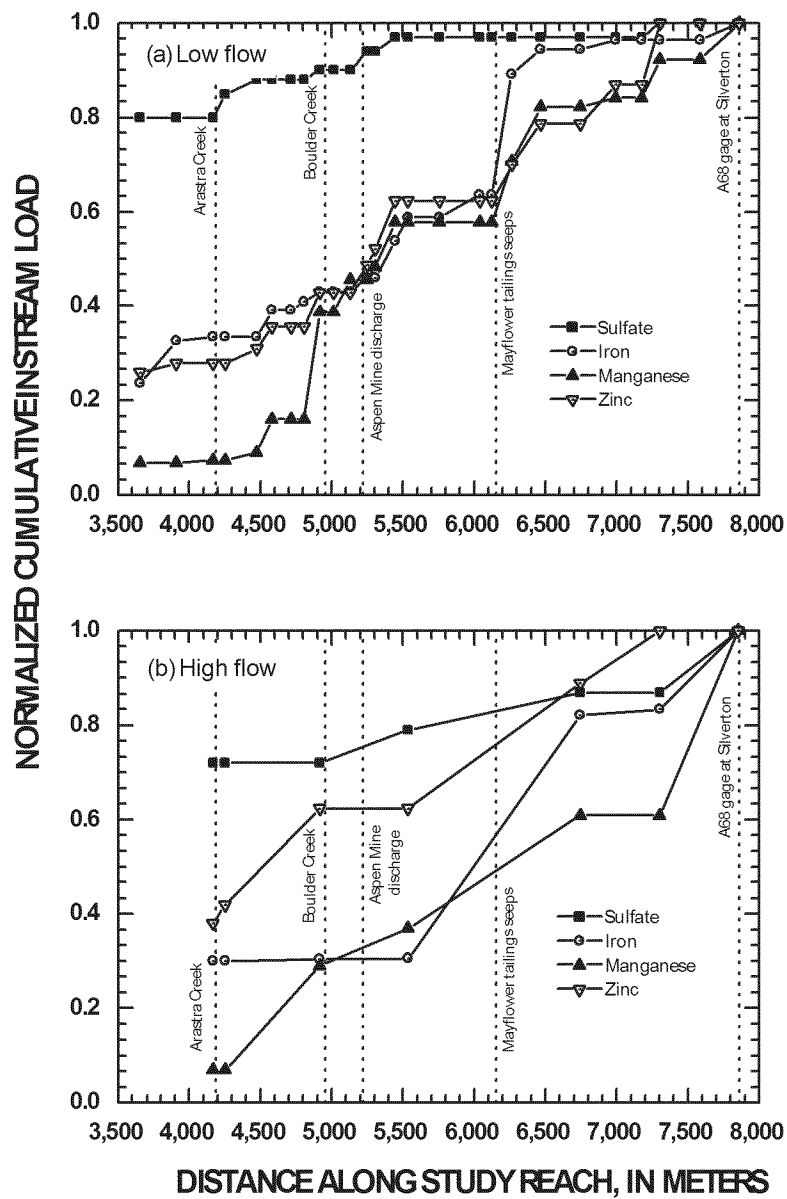 NORMALIZED CUMULATIVE INSTREAM LOAD
(a) Low flow
1.0
0.8
0.6
0.4
0.2
0.0
Arastra Creek
Boulder Creek
Aspen Mine discharge
Mayflower tailings seeps
A68 gage at Silverton
Sulfate
Iron
Manganese
Zinc
3,500 4,000 4,500 5,000 5,500 6,000 6,500 7,000 7,500 8,000
(b) High flow
1.0
0.8
0.6
0.4
0.2
0.0
Arastra Creek
Boulder Creek
Aspen Mine
discharge
Mayflower tailings seeps
A68 gage at Silverton
Sulfate
Iron
Manganese
Zinc
3,500 4,000 4,500 5,000 5,500 6,000 6,500 7,000 7,500 8,000
DISTANCE ALONG STUDY REACH, IN METERS